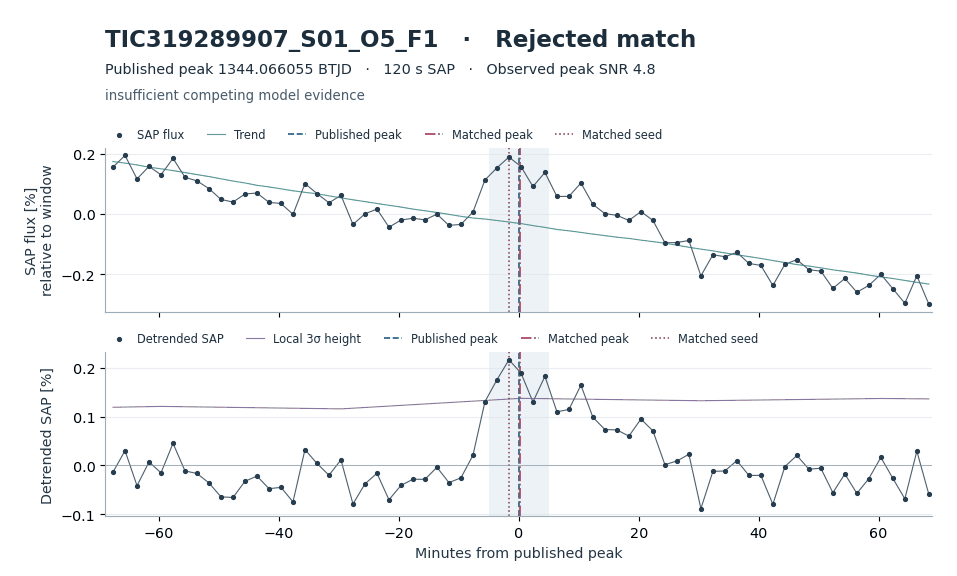 TIC319289907_S01_O5_F1 · Rejected match
Published peak 1344.066055 BTJD · 120 s SAP · Observed peak SNR 4.8
insufficient competing model evidence
SAP flux Trend Published peak Matched peak Matched seed
0.2
0.0
−0.2
SAP flux [%]
relative to window
Detrended SAP Local 3σ height Published peak Matched peak Matched seed
0.2
0.1
0.0
−0.1
Detrended SAP [%]
−60 −40 −20 0 20 40 60
Minutes from published peak